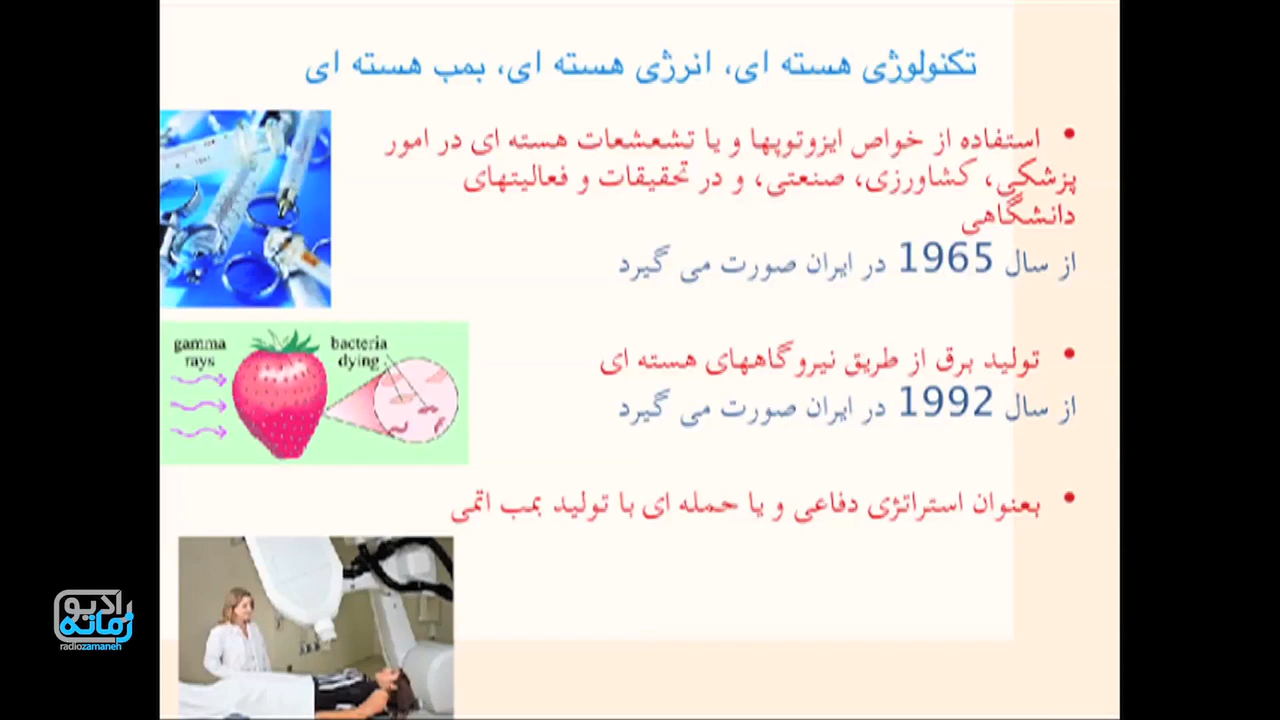 تکنولوژی هسته ای، انرژی هسته ای، بمب هسته ای
• استفاده از خواص ایزوتوپها و یا تشعشعات هسته ای در امور
پزشکی، کشاورزی، صنعتی، و در تحقیقات و فعالیتهای
دانشگاهی
از سال 1965 در ایران صورت می گیرد
gamma
rays
bacteria
dying
• تولید برق از طریق نیروگاههای هسته ای
از سال 1992 در ایران صورت می گیرد
• بعنوان استراتژی دفاعی و یا حمله ای با تولید بمب اتمی
رادیو
زمانه
radiozamaneh